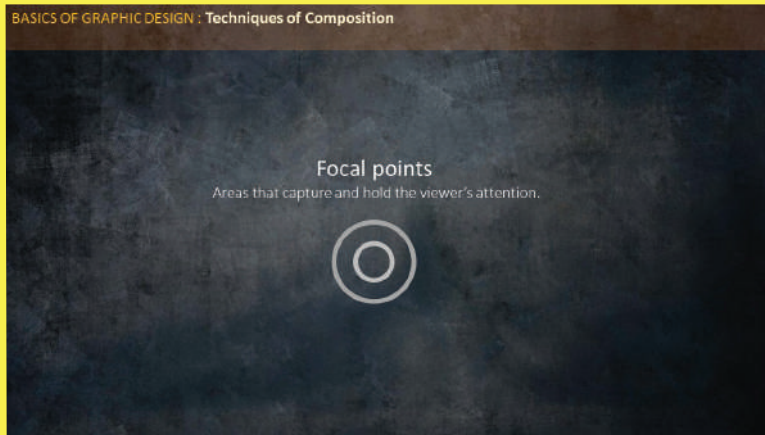 BASICS OF GRAPHIC DESIGN : Techniques of Composition
Focal points
Areas that capture and hold the viewer's attention.